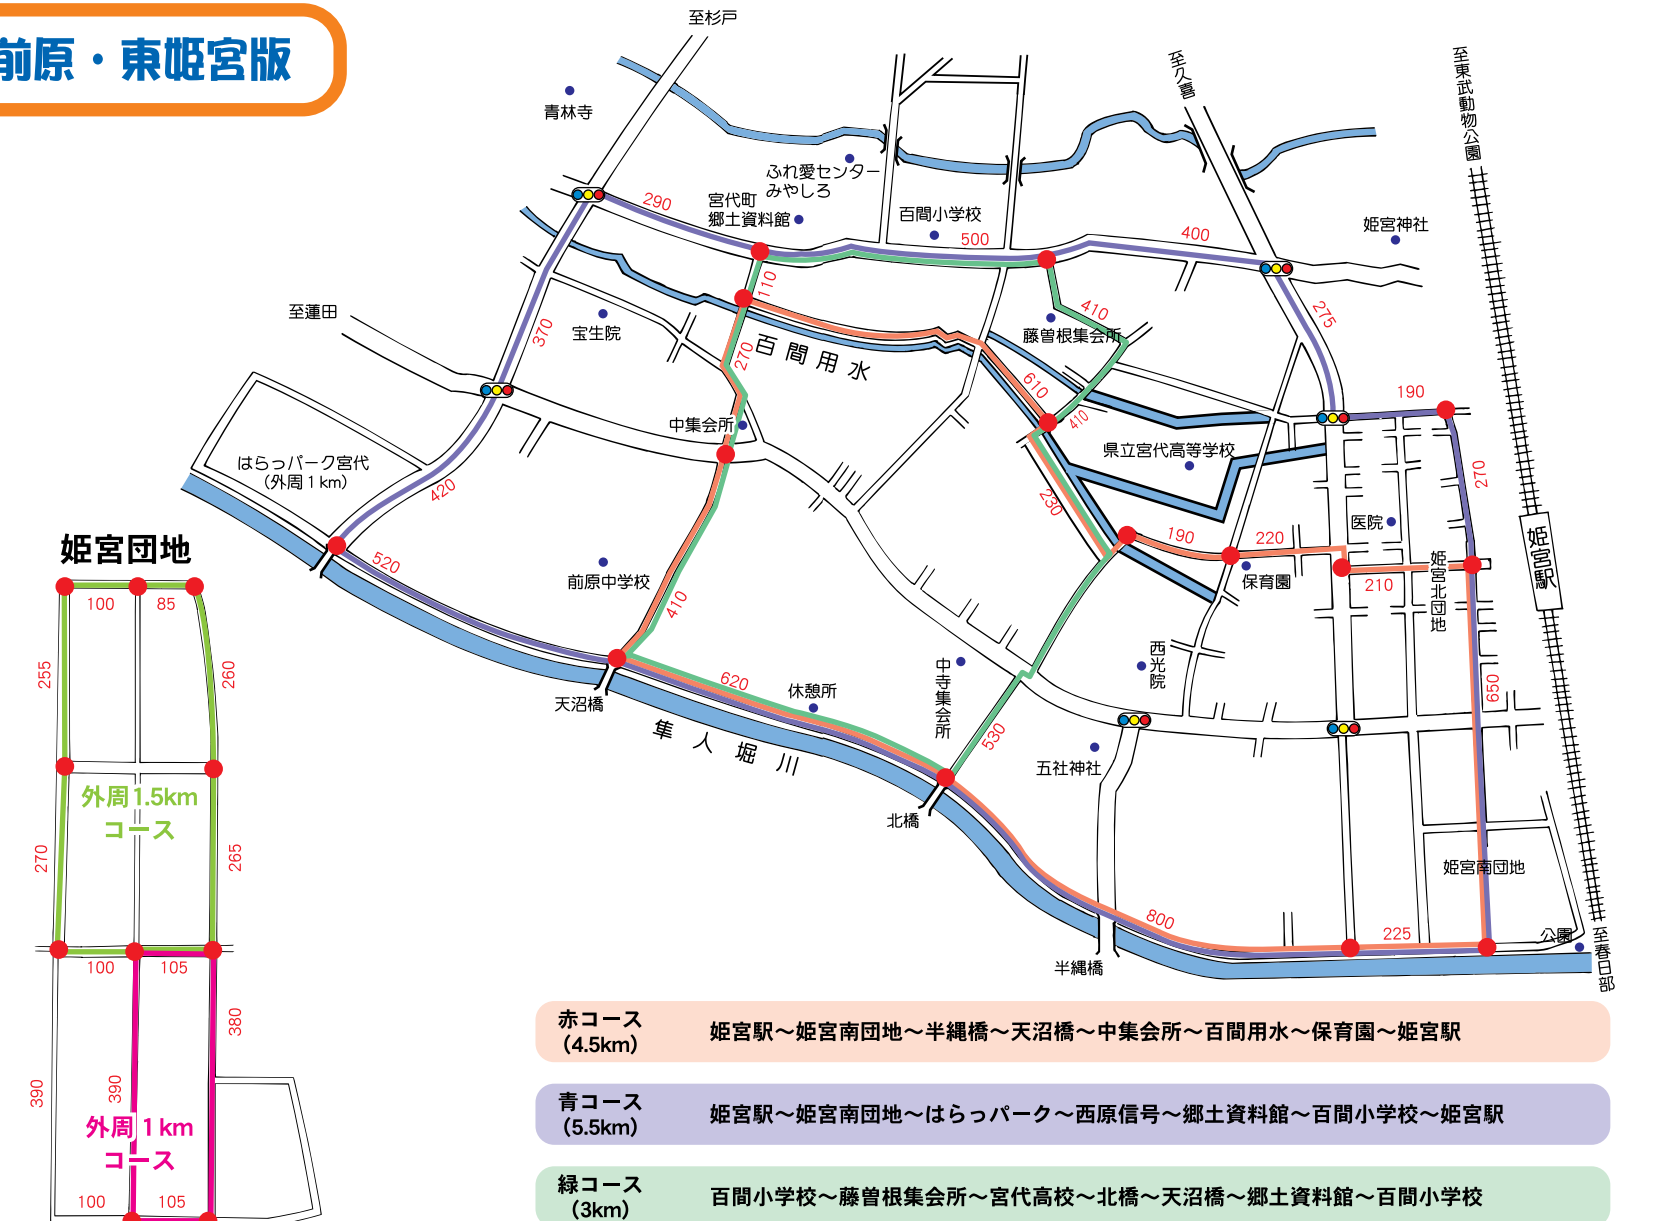 前原・東姫宮版
至杉戸
青林寺
ふれ愛センター
みやしろ
宮代町
郷土資料館
百間小学校
至久喜
至東武動物公園
姫宮神社
290
500
400
110
410
275
至蓮田
宝生院
370
270
百間用水
藤曽根集会所
610
410
190
中集会所
県立宮代高等学校
はらっパーク宮代
（外周1km）
420
230
270
医院
190
220
姫宮駅
520
前原中学校
保育園
210
姫宮北団地
410
西光院
中寺集会所
620
休憩所
天沼橋
650
隼人堀川
530
五社神社
北橋
姫宮南団地
800
225
公園
半縄橋
至春日部
姫宮団地
100
85
255
260
外周1.5km
コース
270
265
100
105
380
390
390
外周1km
コース
100
105
赤コース
（4.5km）
姫宮駅～姫宮南団地～半縄橋～天沼橋～中集会所～百間用水～保育園～姫宮駅
青コース
（5.5km）
姫宮駅～姫宮南団地～はらっパーク～西原信号～郷土資料館～百間小学校～姫宮駅
緑コース
（3km）
百間小学校～藤曽根集会所～宮代高校～北橋～天沼橋～郷土資料館～百間小学校